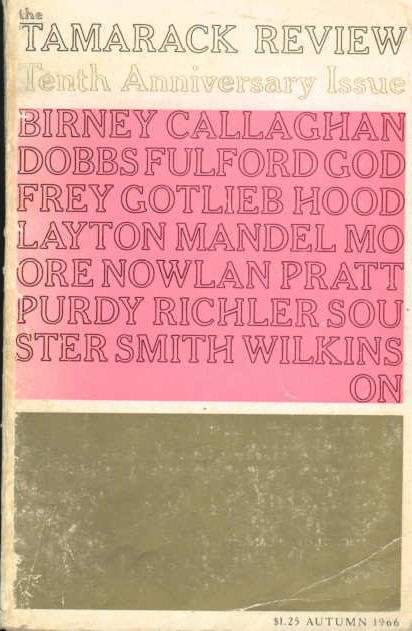 the
TAMARACK REVIEW
Tenth Anniversary Issue
BIRNEY CALLAGHAN
DOBBS FULFORD GOD
FREY GOTLIEB HOOD
LAYTON MANDEL MO
ORE NOWLAN PRATT
PURDY RICHLER SOU
STER SMITH WILKINS
ON
$1.25 AUTUMN 1966